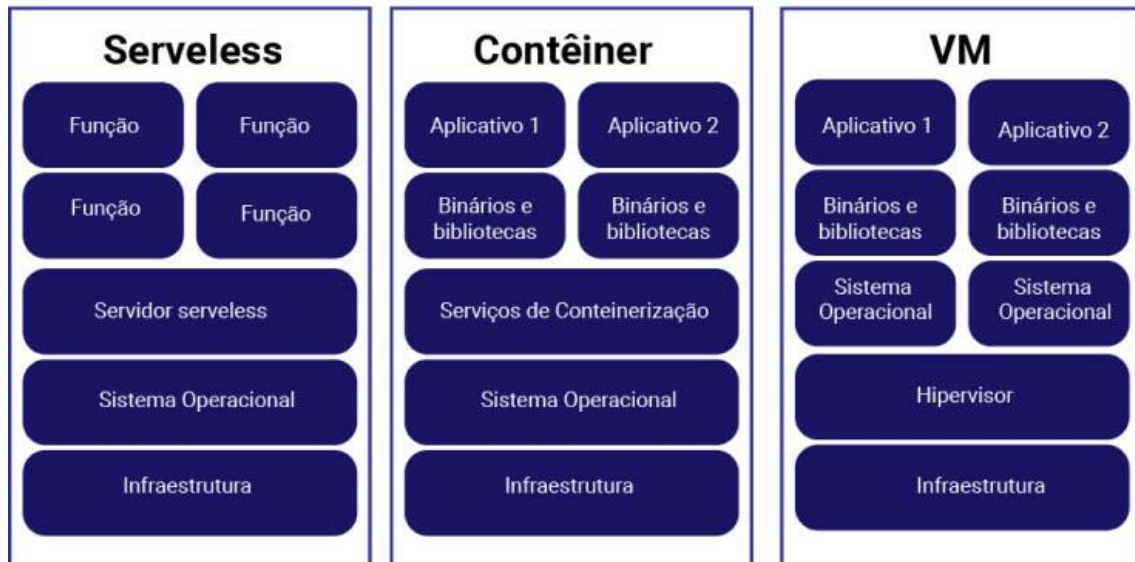 Serveless
Função
Função
Função
Função
Servidor serveless
Sistema Operacional
Infraestrutura
Contêiner
Aplicativo 1
Aplicativo 2
Binários e
bibliotecas
Binários e
bibliotecas
Serviços de Conteinerização
Sistema Operacional
Infraestrutura
VM
Aplicativo 1
Aplicativo 2
Binários e
bibliotecas
Binários e
bibliotecas
Sistema
Operacional
Sistema
Operacional
Hipervisor
Infraestrutura